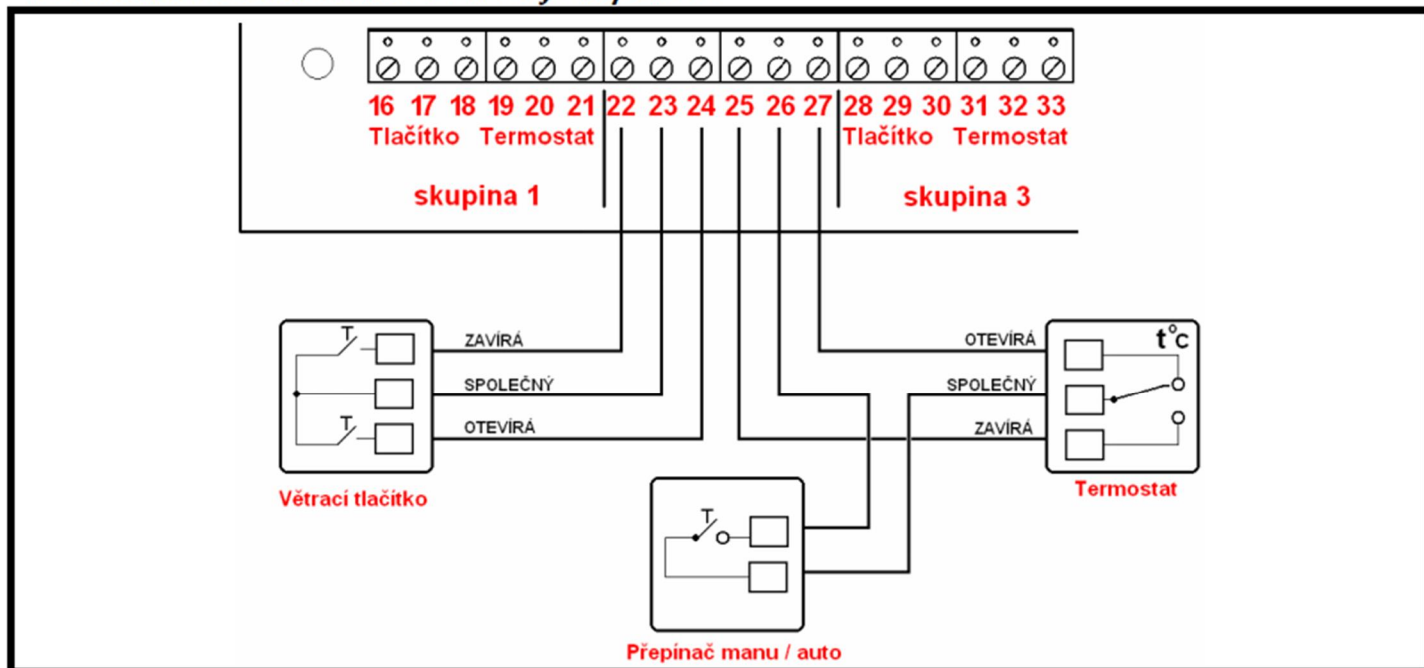 16 17 18 19 20 21 22 23 24 25 26 27 28 29 30 31 32 33
Tlačítko Termostat Tlačítko Termostat
skupina 1 skupina 3
ZAVÍRÁ
SPOLEČNÝ
OTEVÍRÁ
Větrací tlačítko
OTEVÍRÁ
SPOLEČNÝ
ZAVÍRÁ
t°C
Termostat
T
T
T
Přepínač manu / auto